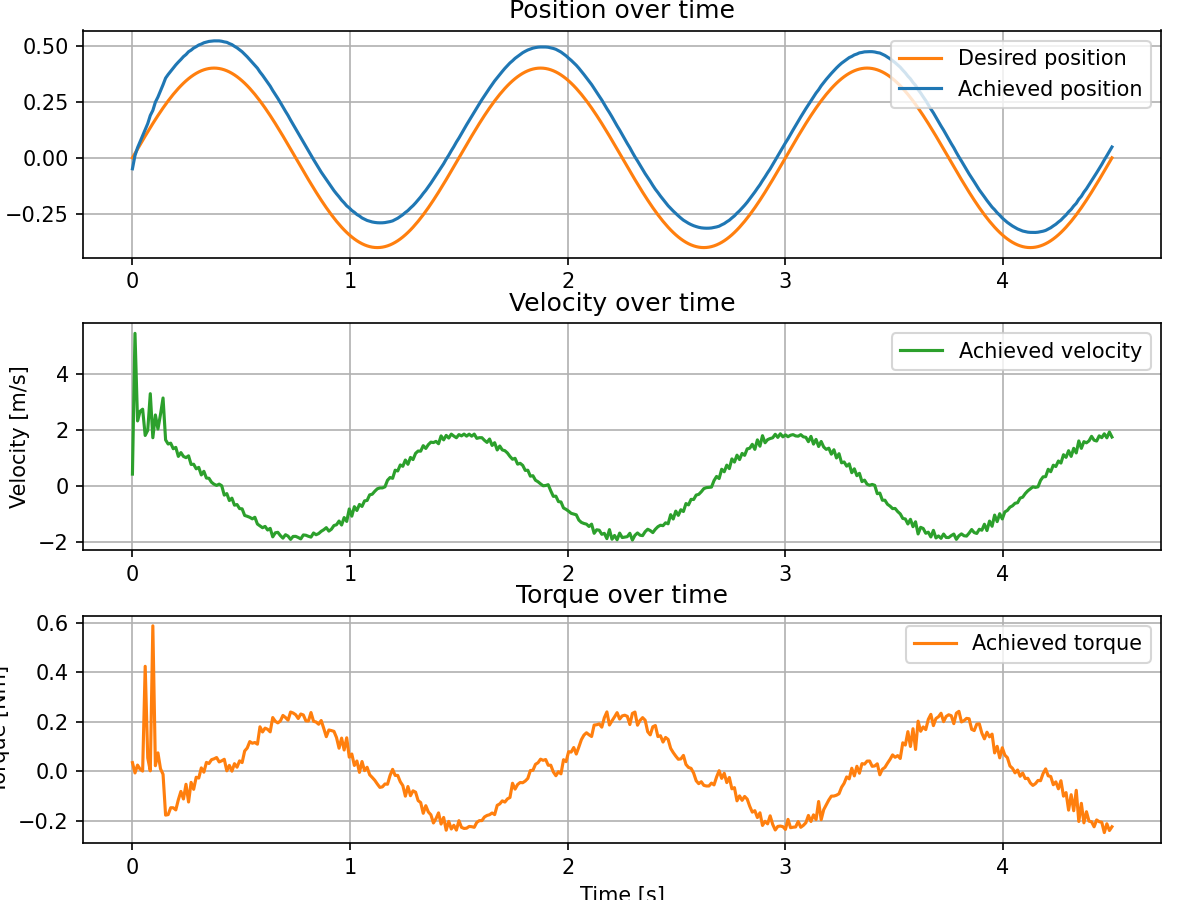 Position over time
0.50
0.25
0.00
−0.25
Desired position
Achieved position
0 1 2 3 4
Velocity over time
Velocity [m/s]
4
2
0
−2
Achieved velocity
0 1 2 3 4
Torque over time
0.6
0.4
0.2
0.0
−0.2
Achieved torque
0 1 2 3 4
Time [s]